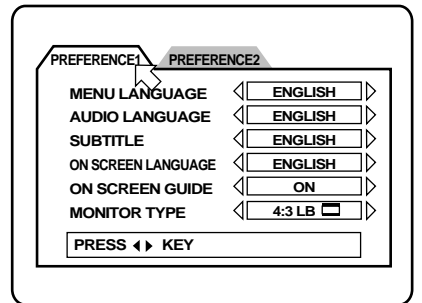 PREFERENCE1 PREFERENCE2
MENU LANGUAGE ENGLISH
AUDIO LANGUAGE ENGLISH
SUBTITLE ENGLISH
ON SCREEN LANGUAGE ENGLISH
ON SCREEN GUIDE ON
MONITOR TYPE 4:3 LB
PRESS KEY